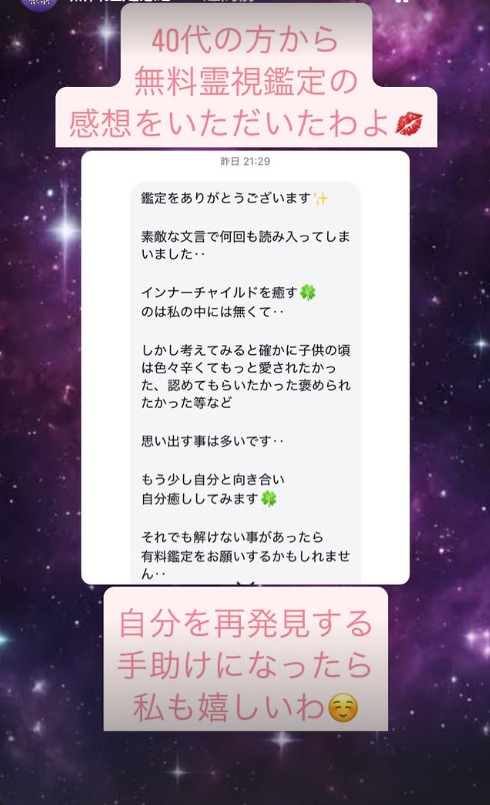 40代の方から
無料霊視鑑定の
感想をいただいたわよ💋
昨日 21:29
鑑定をありがとうございます✨
素敵な文言で何回も読み入ってしま
いました‥
インナーチャイルドを癒す🍀
のは私の中には無くて‥
しかし考えてみると確かに子供の頃
は色々辛くてもっと愛されたかっ
た、認めてもらいたかった褒められ
たかった等など
思い出す事は多いです‥
もう少し自分と向き合い
自分癒ししてみます🍀
それでも解けない事があったら
有料鑑定をお願いするかもしれませ
ん‥
自分を再発見する
手助けになったら
私も嬉しいわ☺️